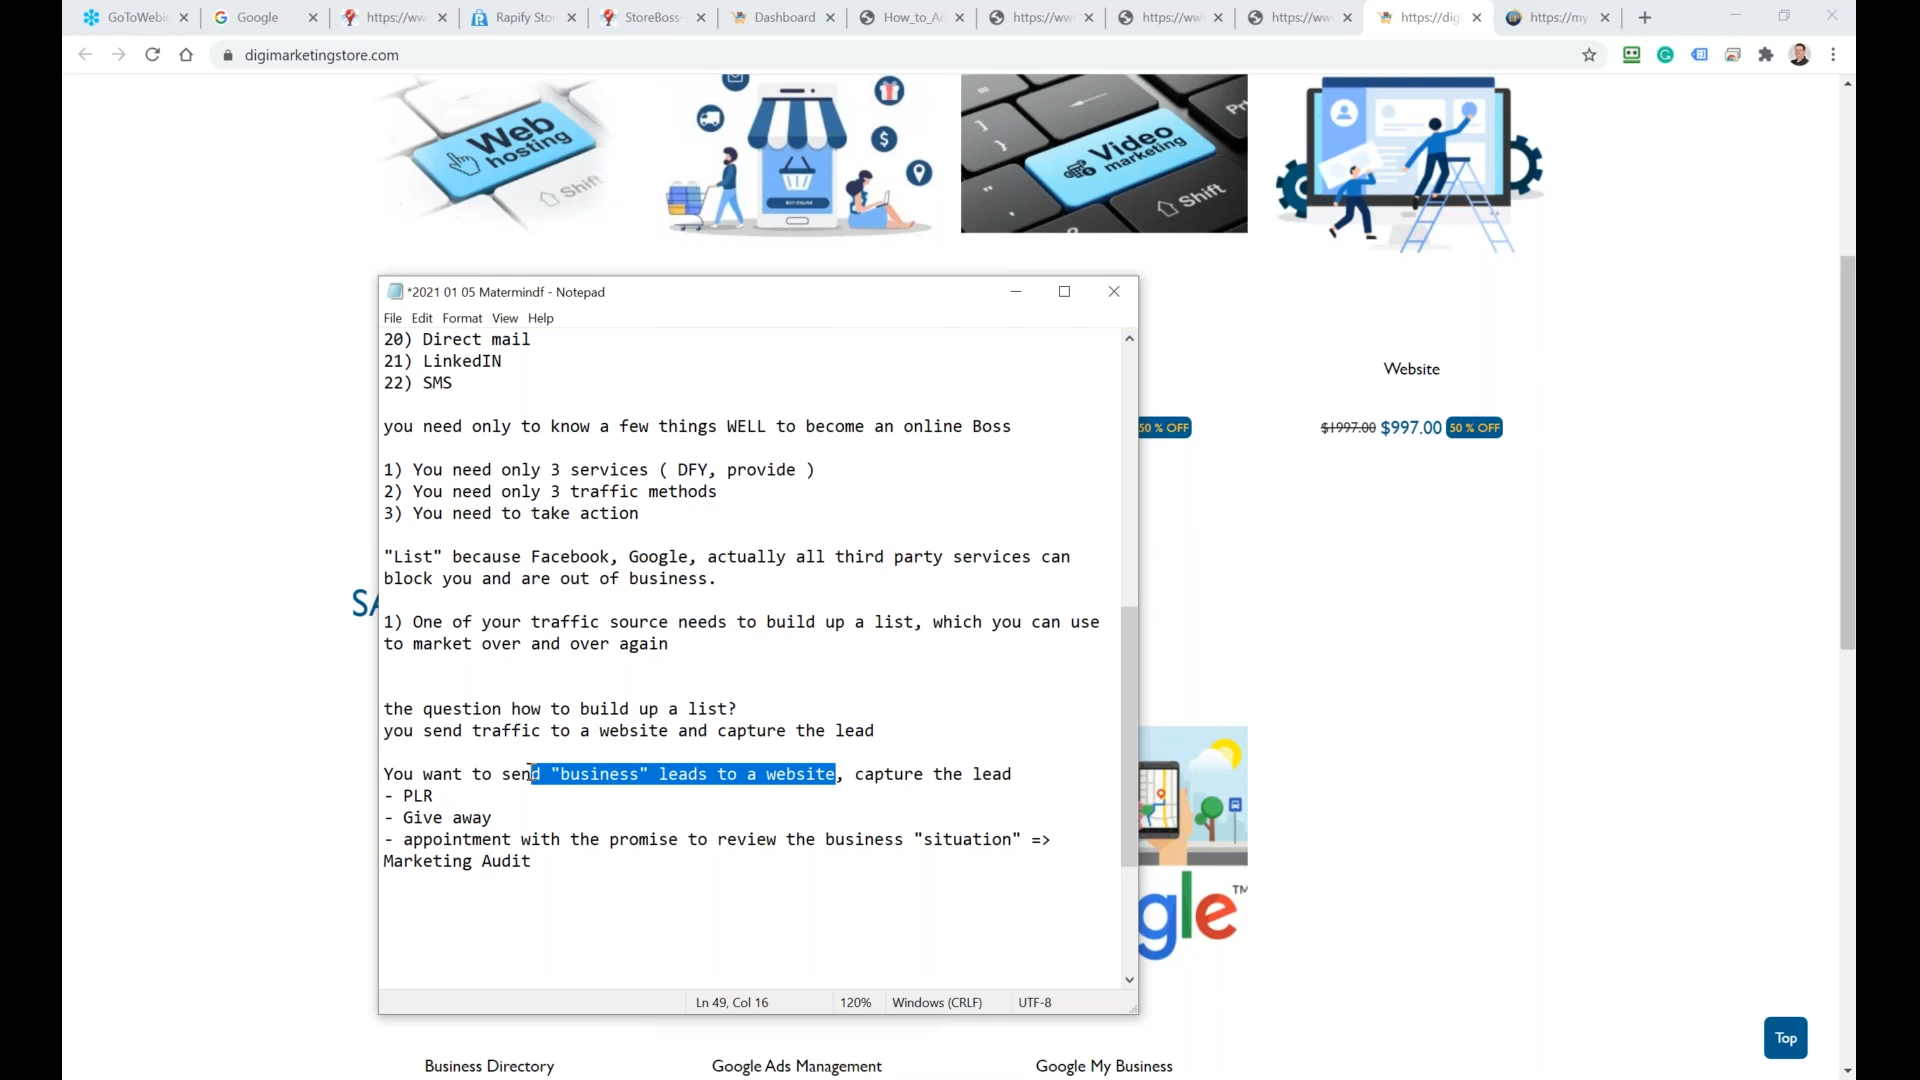 GoToWebi
Google
https://ww
Rapify Sto
StoreBoss
Dashboard
How_to_A
https://ww
https://ww
https://ww
https://dig
https://my
digimarketingstore.com
Web
hosting
Shift
BUY ONLINE
Video
marketing
Shift
*2021 01 05 Matermindf - Notepad
File Edit Format View Help
20) Direct mail
21) LinkedIN
22) SMS
Website
you need only to know a few things WELL to become an online Boss
50 % OFF
$1997.00 $997.00 50 % OFF
1) You need only 3 services ( DFY, provide )
2) You need only 3 traffic methods
3) You need to take action
"List" because Facebook, Google, actually all third party services can
block you and are out of business.
SA
1) One of your traffic source needs to build up a list, which you can use
to market over and over again
the question how to build up a list?
you send traffic to a website and capture the lead
You want to send "business" leads to a website, capture the lead
- PLR
- Give away
- appointment with the promise to review the business "situation" =>
Marketing Audit
gle™
Ln 49, Col 16 120% Windows (CRLF) UTF-8
Top
Business Directory Google Ads Management Google My Business